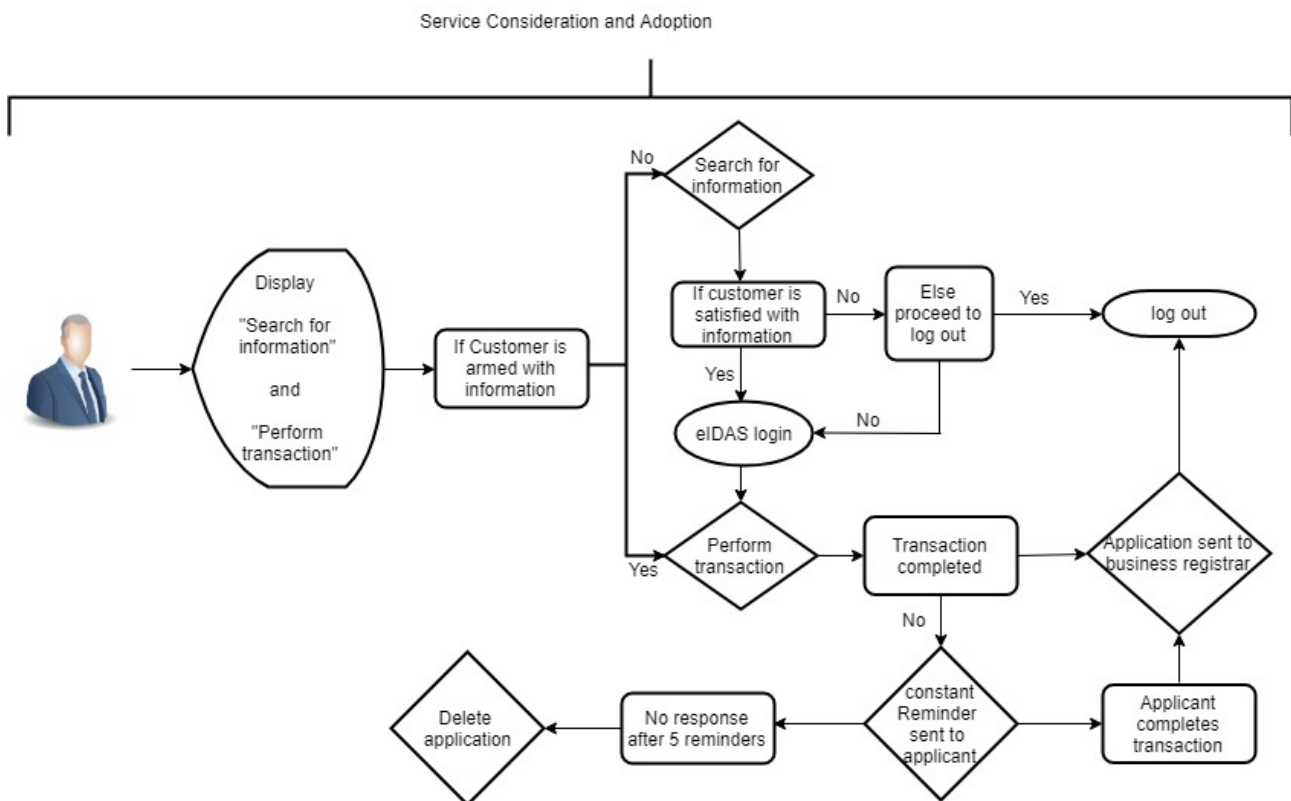 Service Consideration and Adoption
No
Search for
information
Display
"Search for
information"
and
"Perform
transaction"
If Customer is
armed with
information
If customer is
satisfied with
information
No
Else
proceed to
log out
Yes
log out
Yes
eIDAS login
No
Yes
Perform
transaction
Transaction
completed
Application sent to
business registrar
No
Delete
application
No response
after 5 reminders
constant
Reminder
sent to
applicant
Applicant
completes
transaction